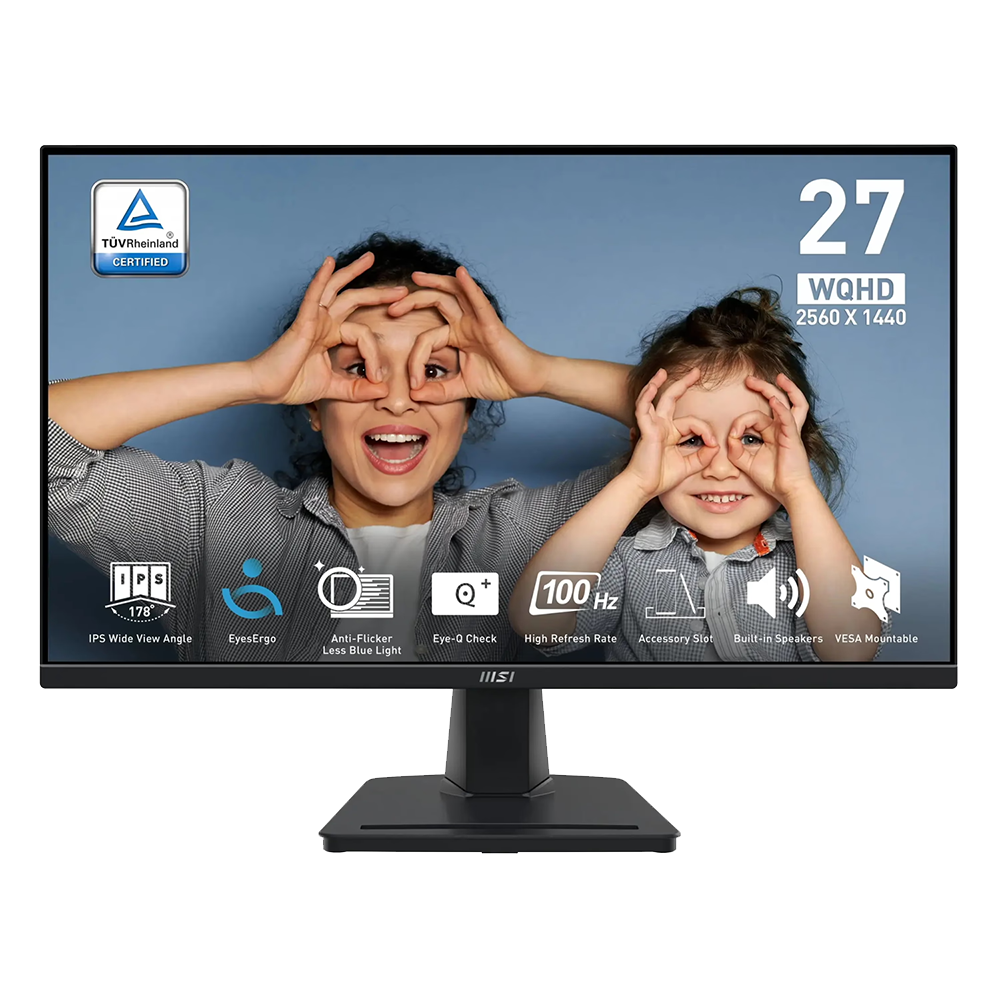 TÜVRheinland®
CERTIFIED
27
WQHD
2560 X 1440
IPS
178°
IPS Wide View Angle
EyesErgo
Anti-Flicker
Less Blue Light
Q+
Eye-Q Check
100 Hz
High Refresh Rate
Accessory Slot
Built-in Speakers
VESA Mountable
MSI